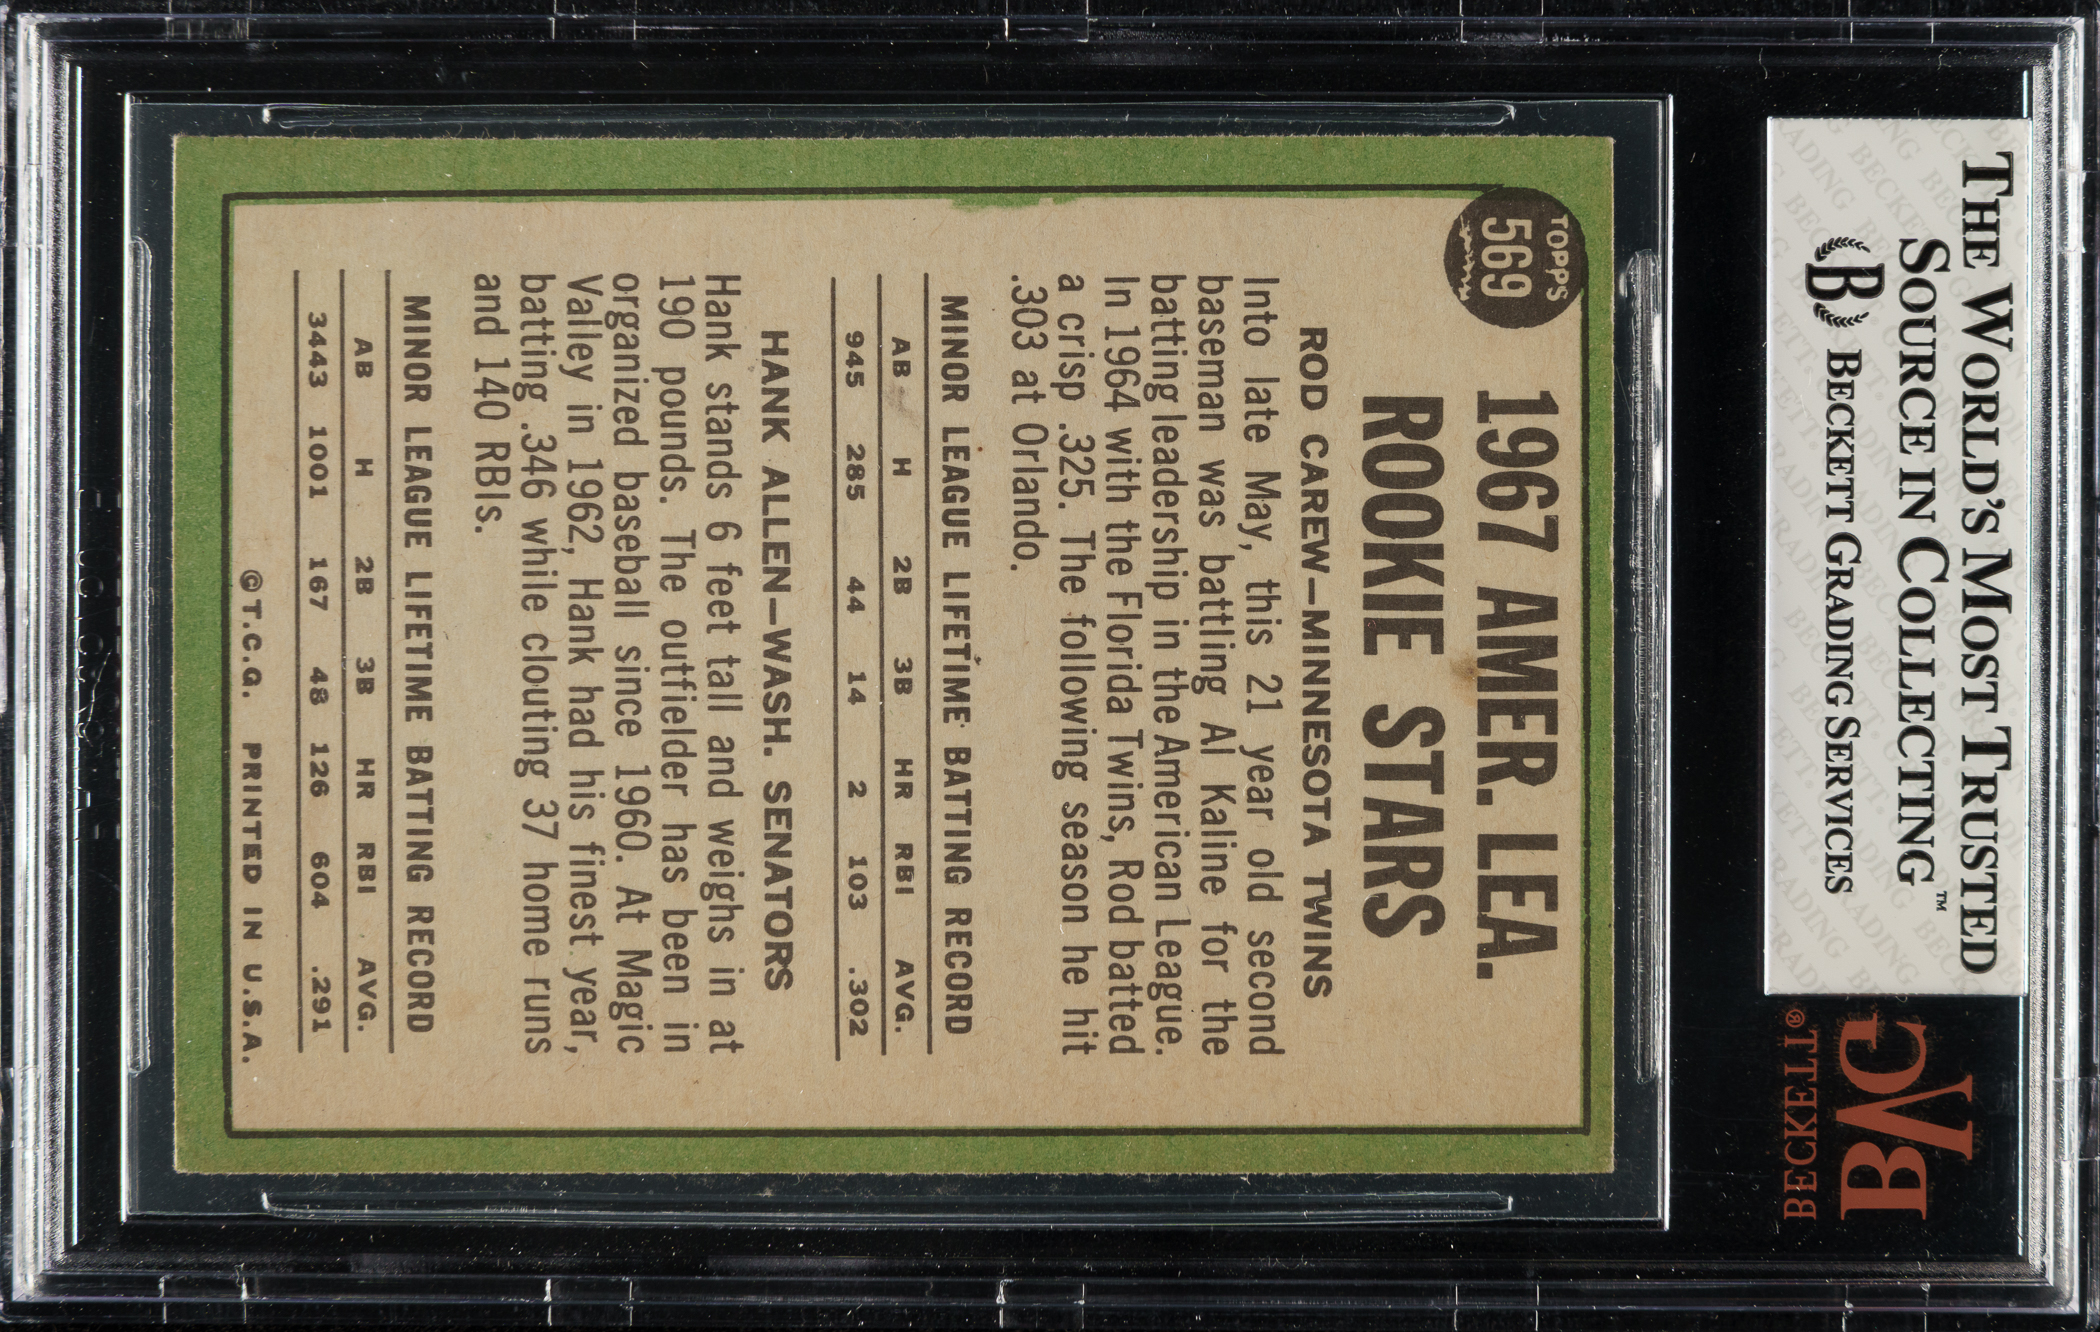 THE WORLD'S MOST TRUSTED
SOURCE IN COLLECTING™
B BECKETT GRADING SERVICES
BVG
BECKETT®
TOPPS
569
1967 AMER. LEA.
ROOKIE STARS
ROD CAREW—MINNESOTA TWINS
Into late May, this 21 year old second
baseman was battling Al Kaline for the
batting leadership in the American League.
In 1964 with the Florida Twins, Rod batted
a crisp .325. The following season he hit
.303 at Orlando.
MINOR LEAGUE LIFETIME BATTING RECORD
AB H 2B 3B HR RBI AVG.
945 285 44 14 2 103 .302
HANK ALLEN—WASH. SENATORS
Hank stands 6 feet tall and weighs in at
190 pounds. The outfielder has been in
organized baseball since 1960. At Magic
Valley in 1962, Hank had his finest year,
batting .346 while clouting 37 home runs
and 140 RBIs.
MINOR LEAGUE LIFETIME BATTING RECORD
AB H 2B 3B HR RBI AVG.
3443 1001 167 48 126 604 .291
©T.C.G. PRINTED IN U.S.A.